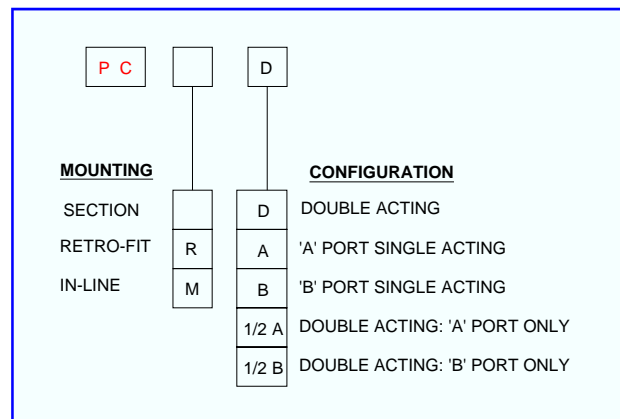 P C D
MOUNTING CONFIGURATION
SECTION D DOUBLE ACTING
RETRO-FIT R A 'A' PORT SINGLE ACTING
IN-LINE M B 'B' PORT SINGLE ACTING
1/2 A DOUBLE ACTING: 'A' PORT ONLY
1/2 B DOUBLE ACTING: 'B' PORT ONLY